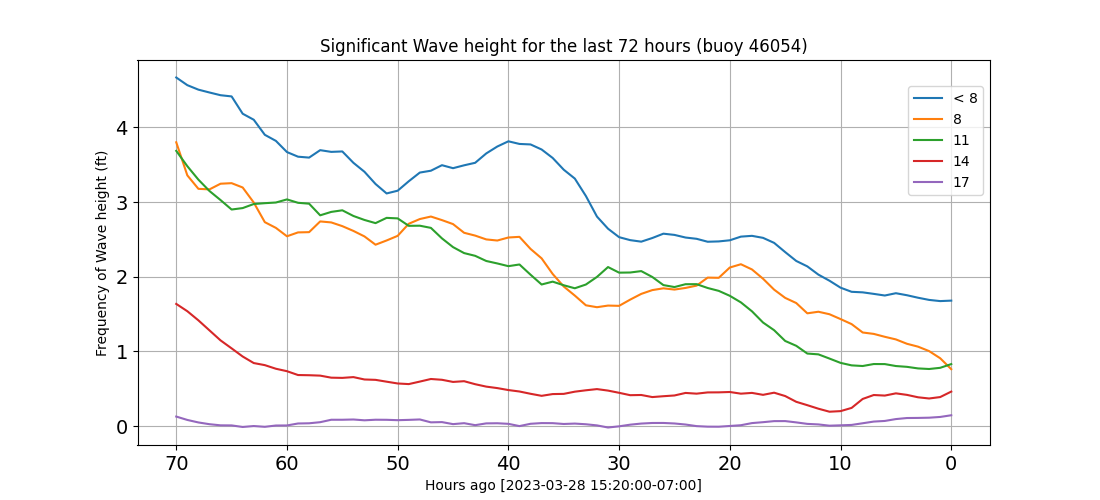 Significant Wave height for the last 72 hours (buoy 46054)
Frequency of Wave height (ft)
4
3
2
1
0
< 8
8
11
14
17
70 60 50 40 30 20 10 0
Hours ago [2023-03-28 15:20:00-07:00]